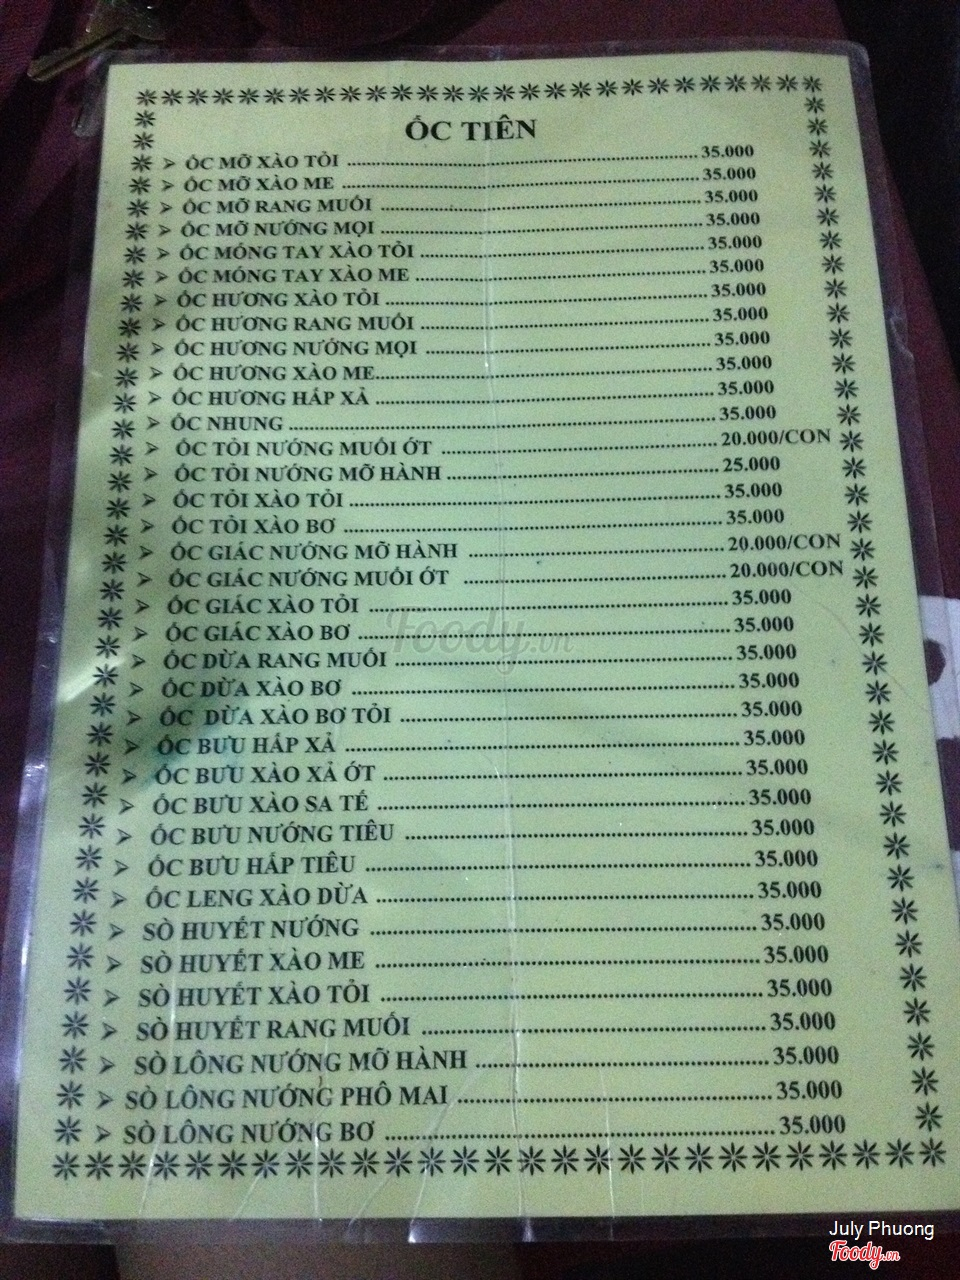 ỐC TIÊN
➢ ỐC MỠ XÀO TỎI ........ 35.000
➢ ỐC MỠ XÀO ME ........ 35.000
➢ ỐC MỠ RANG MUỐI ........ 35.000
➢ ỐC MỠ NƯỚNG MỌI ........ 35.000
➢ ỐC MÓNG TAY XÀO TỎI ........ 35.000
➢ ỐC MÓNG TAY XÀO ME ........ 35.000
➢ ỐC HƯƠNG XÀO TỎI ........ 35.000
➢ ỐC HƯƠNG RANG MUỐI ........ 35.000
➢ ỐC HƯƠNG NƯỚNG MỌI ........ 35.000
➢ ỐC HƯƠNG XÀO ME ........ 35.000
➢ ỐC HƯƠNG HẤP XẢ ........ 35.000
➢ ỐC NHUNG ........ 35.000
➢ ỐC TỎI NƯỚNG MUỐI ỚT ........ 20.000/CON
➢ ỐC TỎI NƯỚNG MỠ HÀNH ........ 25.000
➢ ỐC TỎI XÀO TỎI ........ 35.000
➢ ỐC TỎI XÀO BƠ ........ 35.000
➢ ỐC GIÁC NƯỚNG MỠ HÀNH ........ 20.000/CON
➢ ỐC GIÁC NƯỚNG MUỐI ỚT ........ 20.000/CON
➢ ỐC GIÁC XÀO TỎI ........ 35.000
➢ ỐC GIÁC XÀO BƠ ........ 35.000
➢ ỐC DỪA RANG MUỐI ........ 35.000
➢ ỐC DỪA XÀO BƠ ........ 35.000
➢ ỐC DỪA XÀO BƠ TỎI ........ 35.000
➢ ỐC BƯU HẤP XẢ ........ 35.000
➢ ỐC BƯU XÀO XẢ ỚT ........ 35.000
➢ ỐC BƯU XÀO SA TẾ ........ 35.000
➢ ỐC BƯU NƯỚNG TIÊU ........ 35.000
➢ ỐC BƯU HẤP TIÊU ........ 35.000
➢ ỐC LENG XÀO DỪA ........ 35.000
➢ SÒ HUYẾT NƯỚNG ........ 35.000
➢ SÒ HUYẾT XÀO ME ........ 35.000
➢ SÒ HUYẾT XÀO TỎI ........ 35.000
➢ SÒ HUYẾT RANG MUỐI ........ 35.000
➢ SÒ LÔNG NƯỚNG MỠ HÀNH ........ 35.000
➢ SÒ LÔNG NƯỚNG PHÔ MAI ........ 35.000
➢ SÒ LÔNG NƯỚNG BƠ ........ 35.000
Foody.vn
July Phuong
Foody.vn